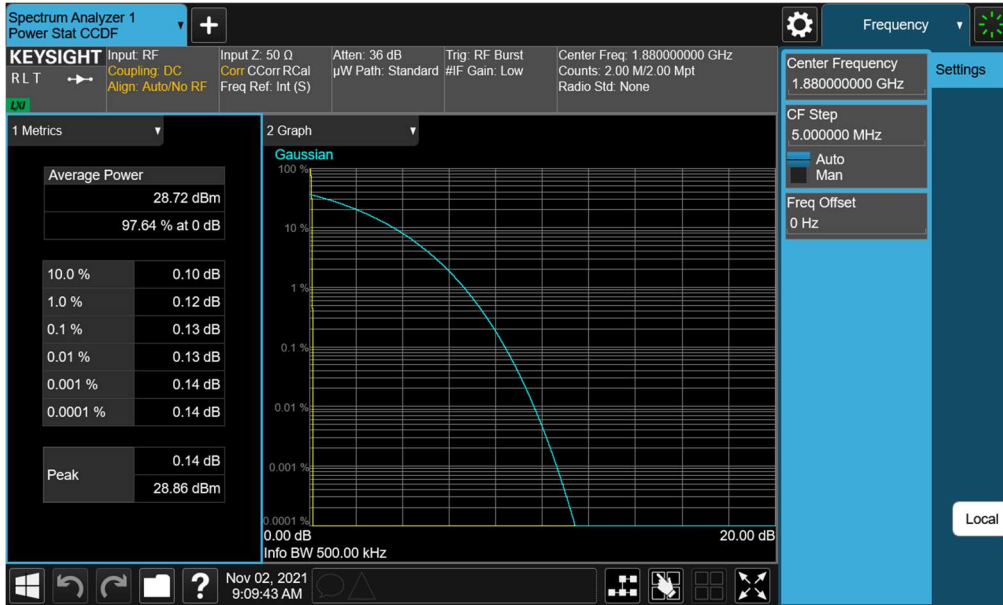 Spectrum Analyzer 1
Power Stat CCDF
Frequency
KEYSIGHT
R L T
LXI
Input: RF
Coupling: DC
Align: Auto/No RF
Input Z: 50 Ω
Corr CCorr RCal
Freq Ref: Int (S)
Atten: 36 dB
µW Path: Standard
Trig: RF Burst
#IF Gain: Low
Center Freq: 1.880000000 GHz
Counts: 2.00 M/2.00 Mpt
Radio Std: None
Center Frequency
1.880000000 GHz
Settings
CF Step
5.000000 MHz
Auto
Man
Freq Offset
0 Hz
1 Metrics
Average Power
28.72 dBm
97.64 % at 0 dB
10.0 % 0.10 dB
1.0 % 0.12 dB
0.1 % 0.13 dB
0.01 % 0.13 dB
0.001 % 0.14 dB
0.0001 % 0.14 dB
Peak 0.14 dB
28.86 dBm
2 Graph
Gaussian
100 %
10 %
1 %
0.1 %
0.01 %
0.001 %
0.0001 %
0.00 dB 20.00 dB
Info BW 500.00 kHz
Local
?
Nov 02, 2021
9:09:43 AM